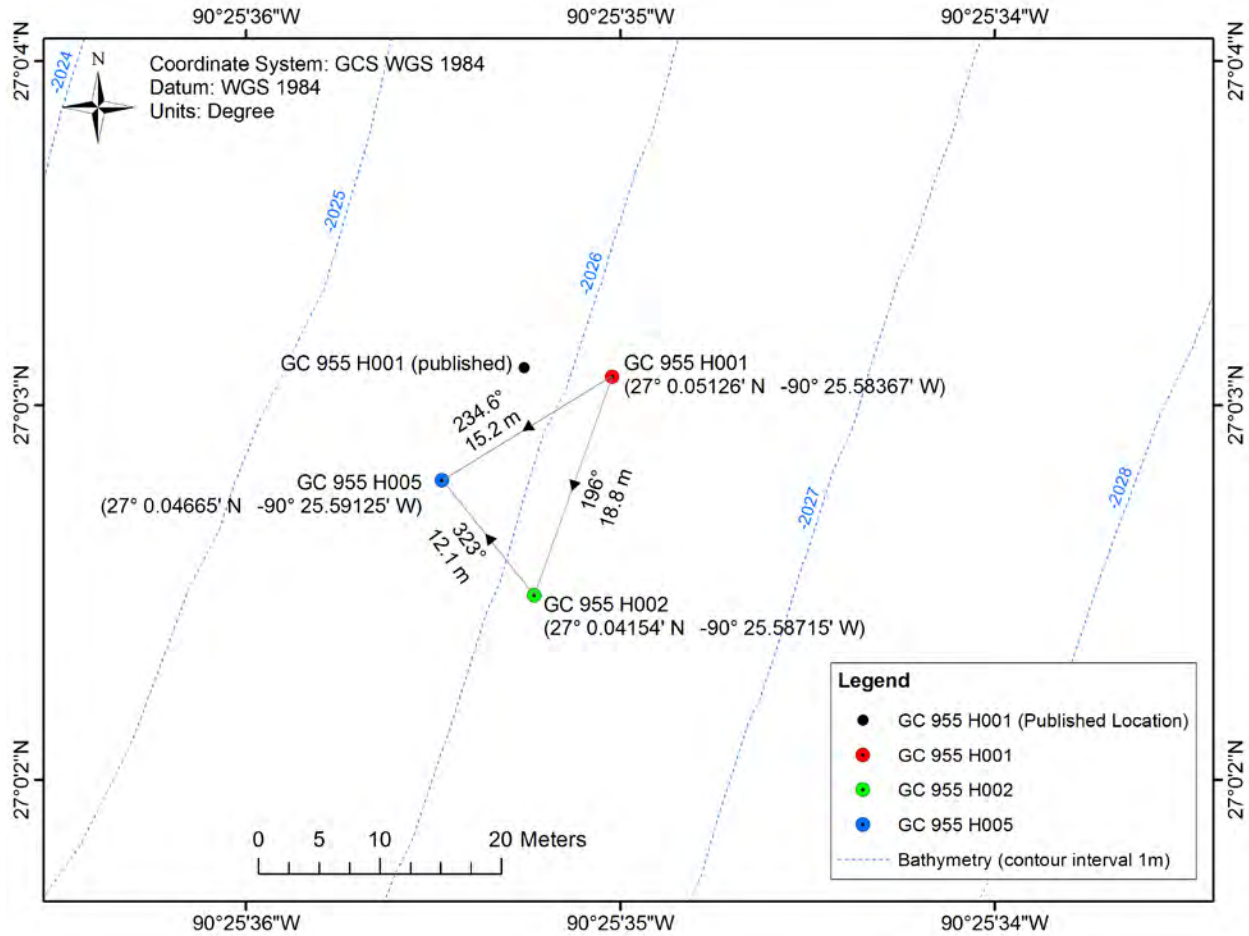 90°25'36"W
90°25'35"W
90°25'34"W
27°0'4"N
27°0'4"N
N
Coordinate System: GCS WGS 1984
Datum: WGS 1984
Units: Degree
-2024
-2025
-2026
GC 955 H001 (published)
GC 955 H001
(27° 0.05126' N   -90° 25.58367' W)
27°0'3"N
27°0'3"N
234.6°
15.2 m
196°
18.8 m
GC 955 H005
(27° 0.04665' N   -90° 25.59125' W)
-2027
-2028
323°
12.1 m
GC 955 H002
(27° 0.04154' N   -90° 25.58715' W)
Legend
GC 955 H001 (Published Location)
GC 955 H001
GC 955 H002
GC 955 H005
Bathymetry (contour interval 1m)
27°0'2"N
27°0'2"N
0 5 10 20 Meters
90°25'36"W
90°25'35"W
90°25'34"W